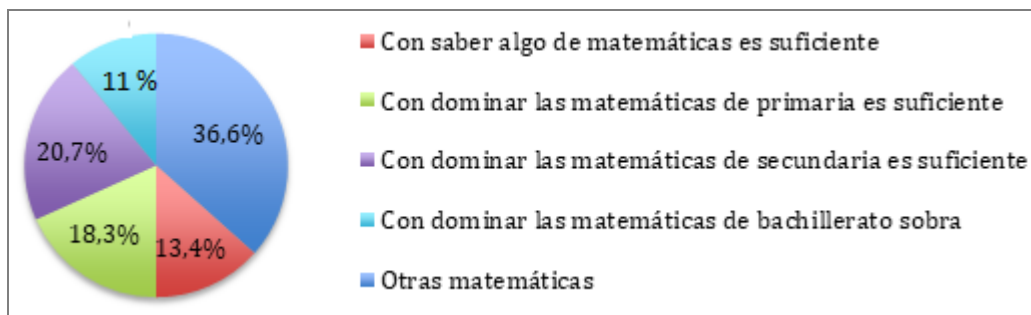 11 %
36,6%
20,7%
18,3%
13,4%
Con saber algo de matemáticas es suficiente
Con dominar las matemáticas de primaria es suficiente
Con dominar las matemáticas de secundaria es suficiente
Con dominar las matemáticas de bachillerato sobra
Otras matemáticas